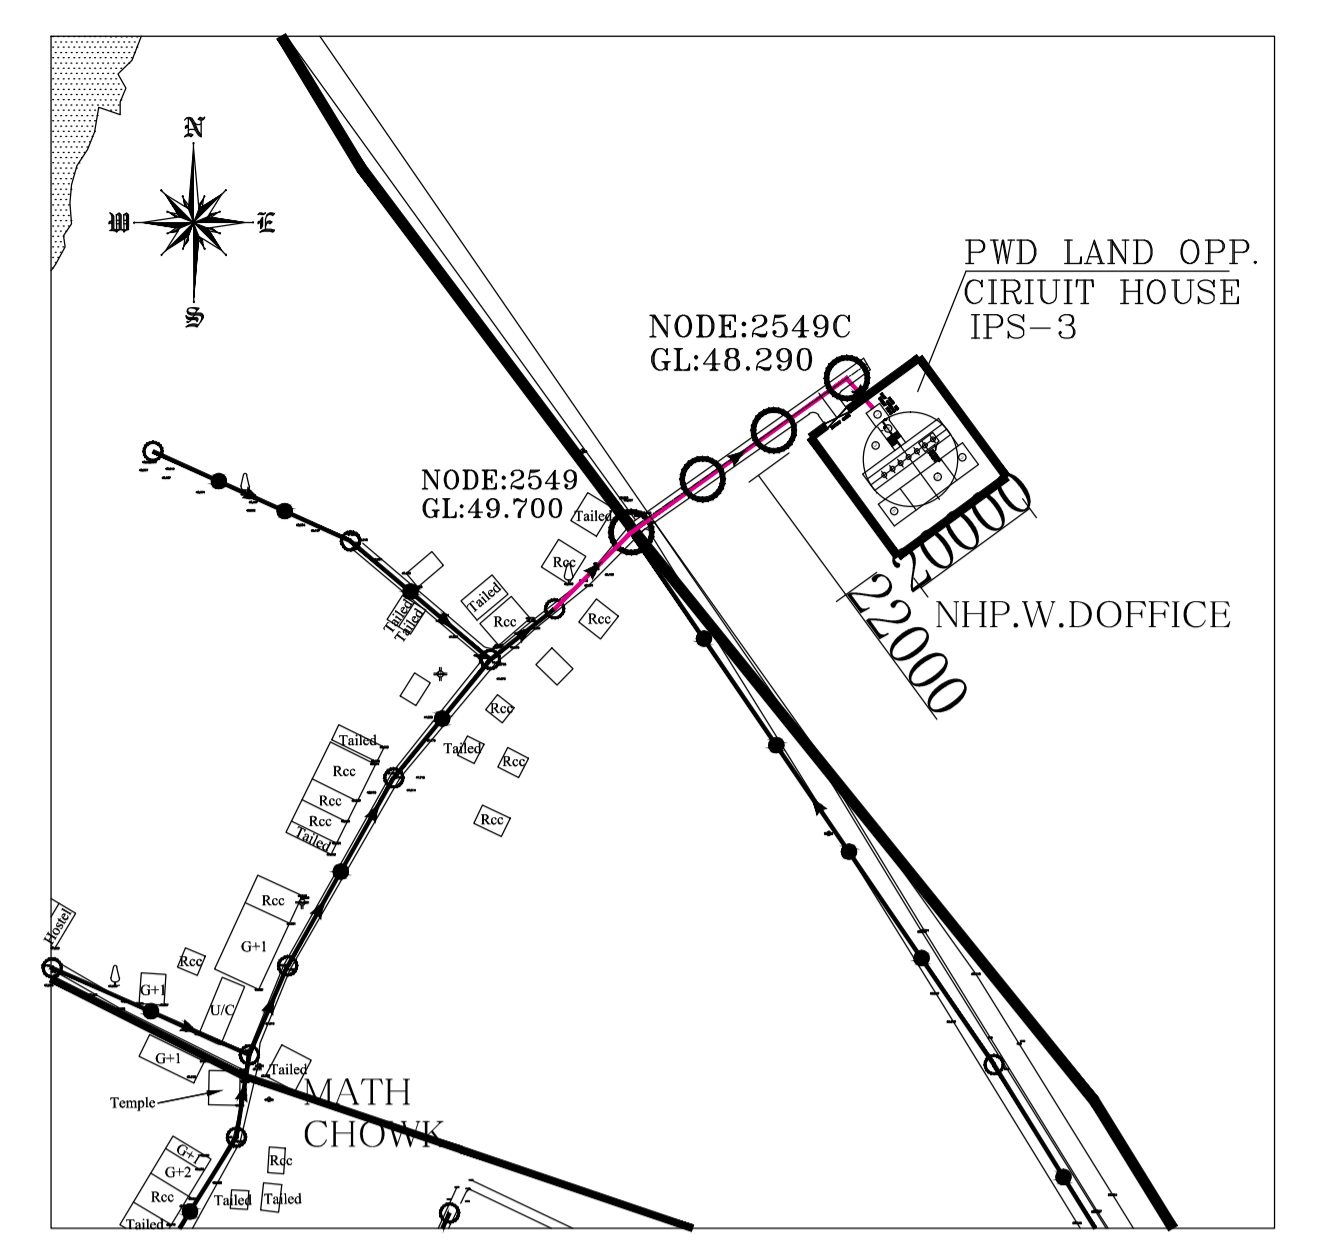 N
W
E
S
PWD LAND OPP.
CIRIUIT HOUSE
IPS-3
NODE:2549C
GL:48.290
NODE:2549
GL:49.700
Tailed
Rcc
20000
22000
NHP.W.DOFFICE
Tailed
Rcc
Rcc
Tailed
Tailed
Rcc
Tailed
Tailed
Rcc
Rcc
Rcc
Rcc
Tailed
Rcc
Rcc
G+1
Hostel
Rcc
G+1
U/C
G+1
Tailed
Temple
MATH
CHOWK
G+1
G+2
Rcc
Tailed
Rcc
Tailed
Tailed